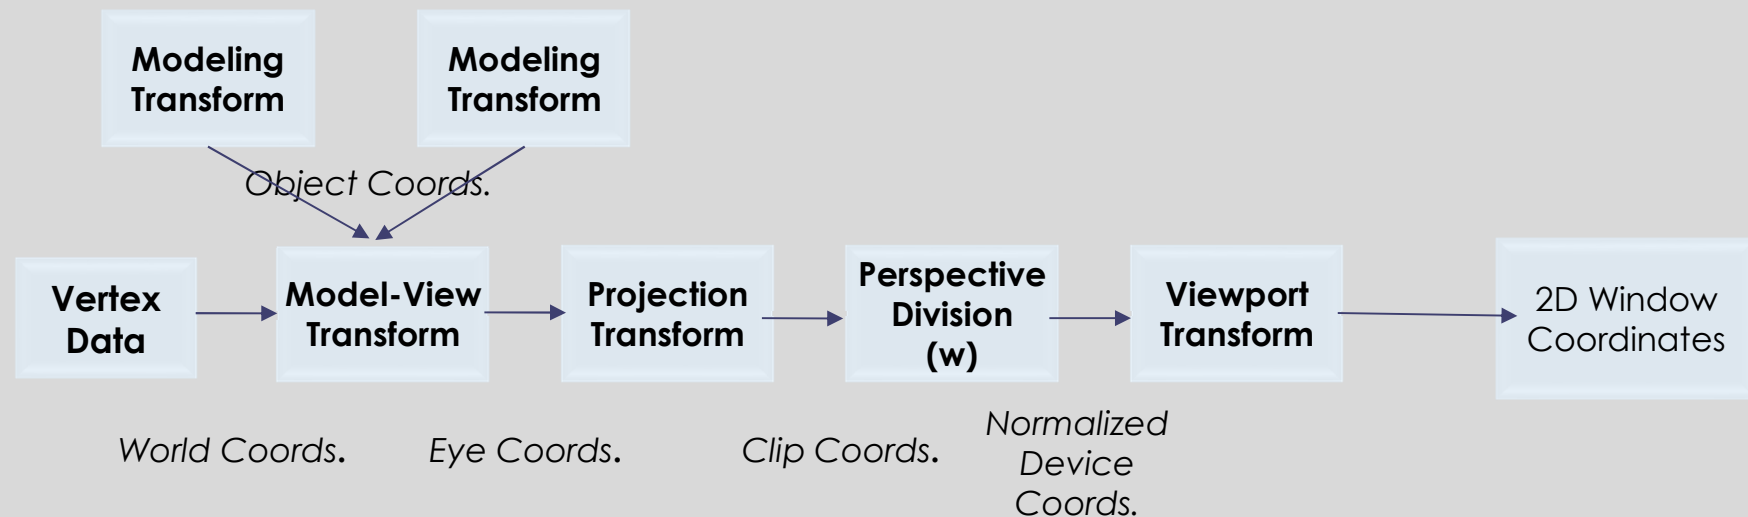 Modeling
Transform
Modeling
Transform
Object Coords.
Vertex
Data
Model-View
Transform
Projection
Transform
Perspective
Division
(w)
Viewport
Transform
2D Window
Coordinates
World Coords.
Eye Coords.
Clip Coords.
Normalized
Device
Coords.